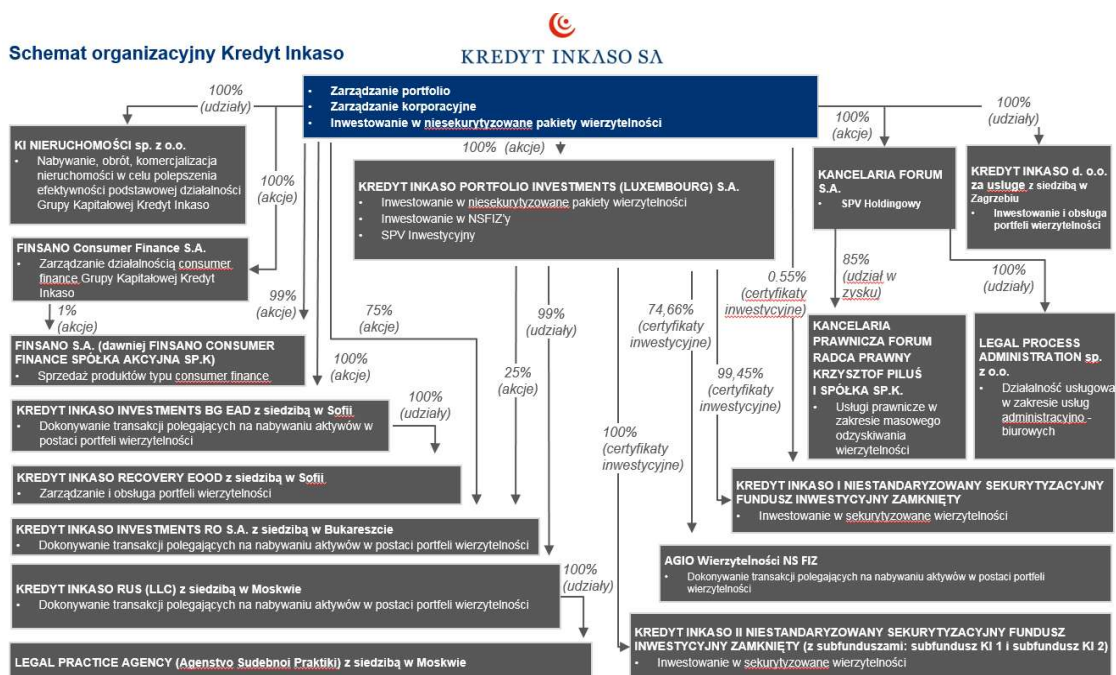 Schemat organizacyjny Kredyt Inkaso
KREDYT INKASO SA
• Zarządzanie portfolio
• Zarządzanie korporacyjne
• Inwestowanie w niesekurytyzowane pakiety wierzytelności
100%
(udziały)
100%
(akcje)
100% (akcje)
100%
(akcje)
100%
(udziały)
KI NIERUCHOMOŚCI sp. z o.o.
• Nabywanie, obrót, komercjalizacja
nieruchomości w celu polepszenia
efektywności podstawowej działalności
Grupy Kapitałowej Kredyt Inkaso
KREDYT INKASO PORTFOLIO INVESTMENTS (LUXEMBOURG) S.A.
• Inwestowanie w niesekurytyzowane pakiety wierzytelności
• Inwestowanie w NSFIZ'y
• SPV Inwestycyjny
KANCELARIA FORUM
S.A.
• SPV Holdingowy
KREDYT INKASO d. o.o.
za usługe z siedzibą w
Zagrzebiu
• Inwestowanie i obsługa
portfeli wierzytelności
FINSANO Consumer Finance S.A.
• Zarządzanie działalnością consumer
finance Grupy Kapitałowej Kredyt
Inkaso
1%
(akcje)
99%
(akcje)
75%
(akcje)
100%
(akcje)
25%
(akcje)
99%
(udziały)
74,66%
(certyfikaty
inwestycyjne)
0.55%
(certyfikaty
inwestycyjne)
99,45%
(certyfikaty
inwestycyjne)
100%
(certyfikaty
inwestycyjne)
85%
(udział w
zysku)
100%
(udziały)
FINSANO S.A. (dawniej FINSANO CONSUMER
FINANCE SPÓŁKA AKCYJNA SP.K)
• Sprzedaż produktów typu consumer finance
KANCELARIA
PRAWNICZA FORUM
RADCA PRAWNY
KRZYSZTOF PILUŚ
I SPÓŁKA SP.K.
• Usługi prawnicze w
zakresie masowego
odzyskiwania
wierzytelności
LEGAL PROCESS
ADMINISTRATION sp.
z o.o.
• Działalność usługowa
w zakresie usług
administracyjno -
biurowych
KREDYT INKASO INVESTMENTS BG EAD z siedzibą w Sofii
• Dokonywanie transakcji polegających na nabywaniu aktywów w
postaci portfeli wierzytelności
100%
(udziały)
KREDYT INKASO RECOVERY EOOD z siedzibą w Sofii
• Zarządzanie i obsługa portfeli wierzytelności
KREDYT INKASO I NIESTANDARYZOWANY SEKURYTYZACYJNY
FUNDUSZ INWESTYCYJNY ZAMKNIĘTY
• Inwestowanie w sekurytyzowane wierzytelności
KREDYT INKASO INVESTMENTS RO S.A. z siedzibą w Bukareszcie
• Dokonywanie transakcji polegających na nabywaniu aktywów w postaci portfeli wierzytelności
AGIO Wierzytelności NS FIZ
• Dokonywanie transakcji polegających na nabywaniu aktywów w postaci portfeli
wierzytelności
KREDYT INKASO RUS (LLC) z siedzibą w Moskwie
• Dokonywanie transakcji polegających na nabywaniu aktywów w postaci portfeli wierzytelności
100%
(udziały)
KREDYT INKASO II NIESTANDARYZOWANY SEKURYTYZACYJNY FUNDUSZ
INWESTYCYJNY ZAMKNIĘTY (z subfunduszami: subfundusz KI 1 i subfundusz KI 2)
• Inwestowanie w sekurytyzowane wierzytelności
LEGAL PRACTICE AGENCY (Agenstvo Sudebnoi Praktiki) z siedzibą w Moskwie